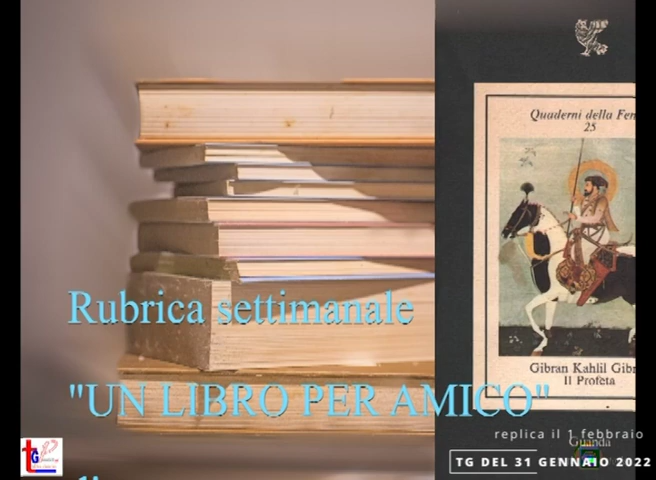 Rubrica settimanale
"UN LIBRO PER AMICO"
Quaderni della Fen
25
Gibran Kahlil Gibr
Il Profeta
Guanda
replica il 1 febbraio
TG DEL 31 GENNAIO 2022
tG